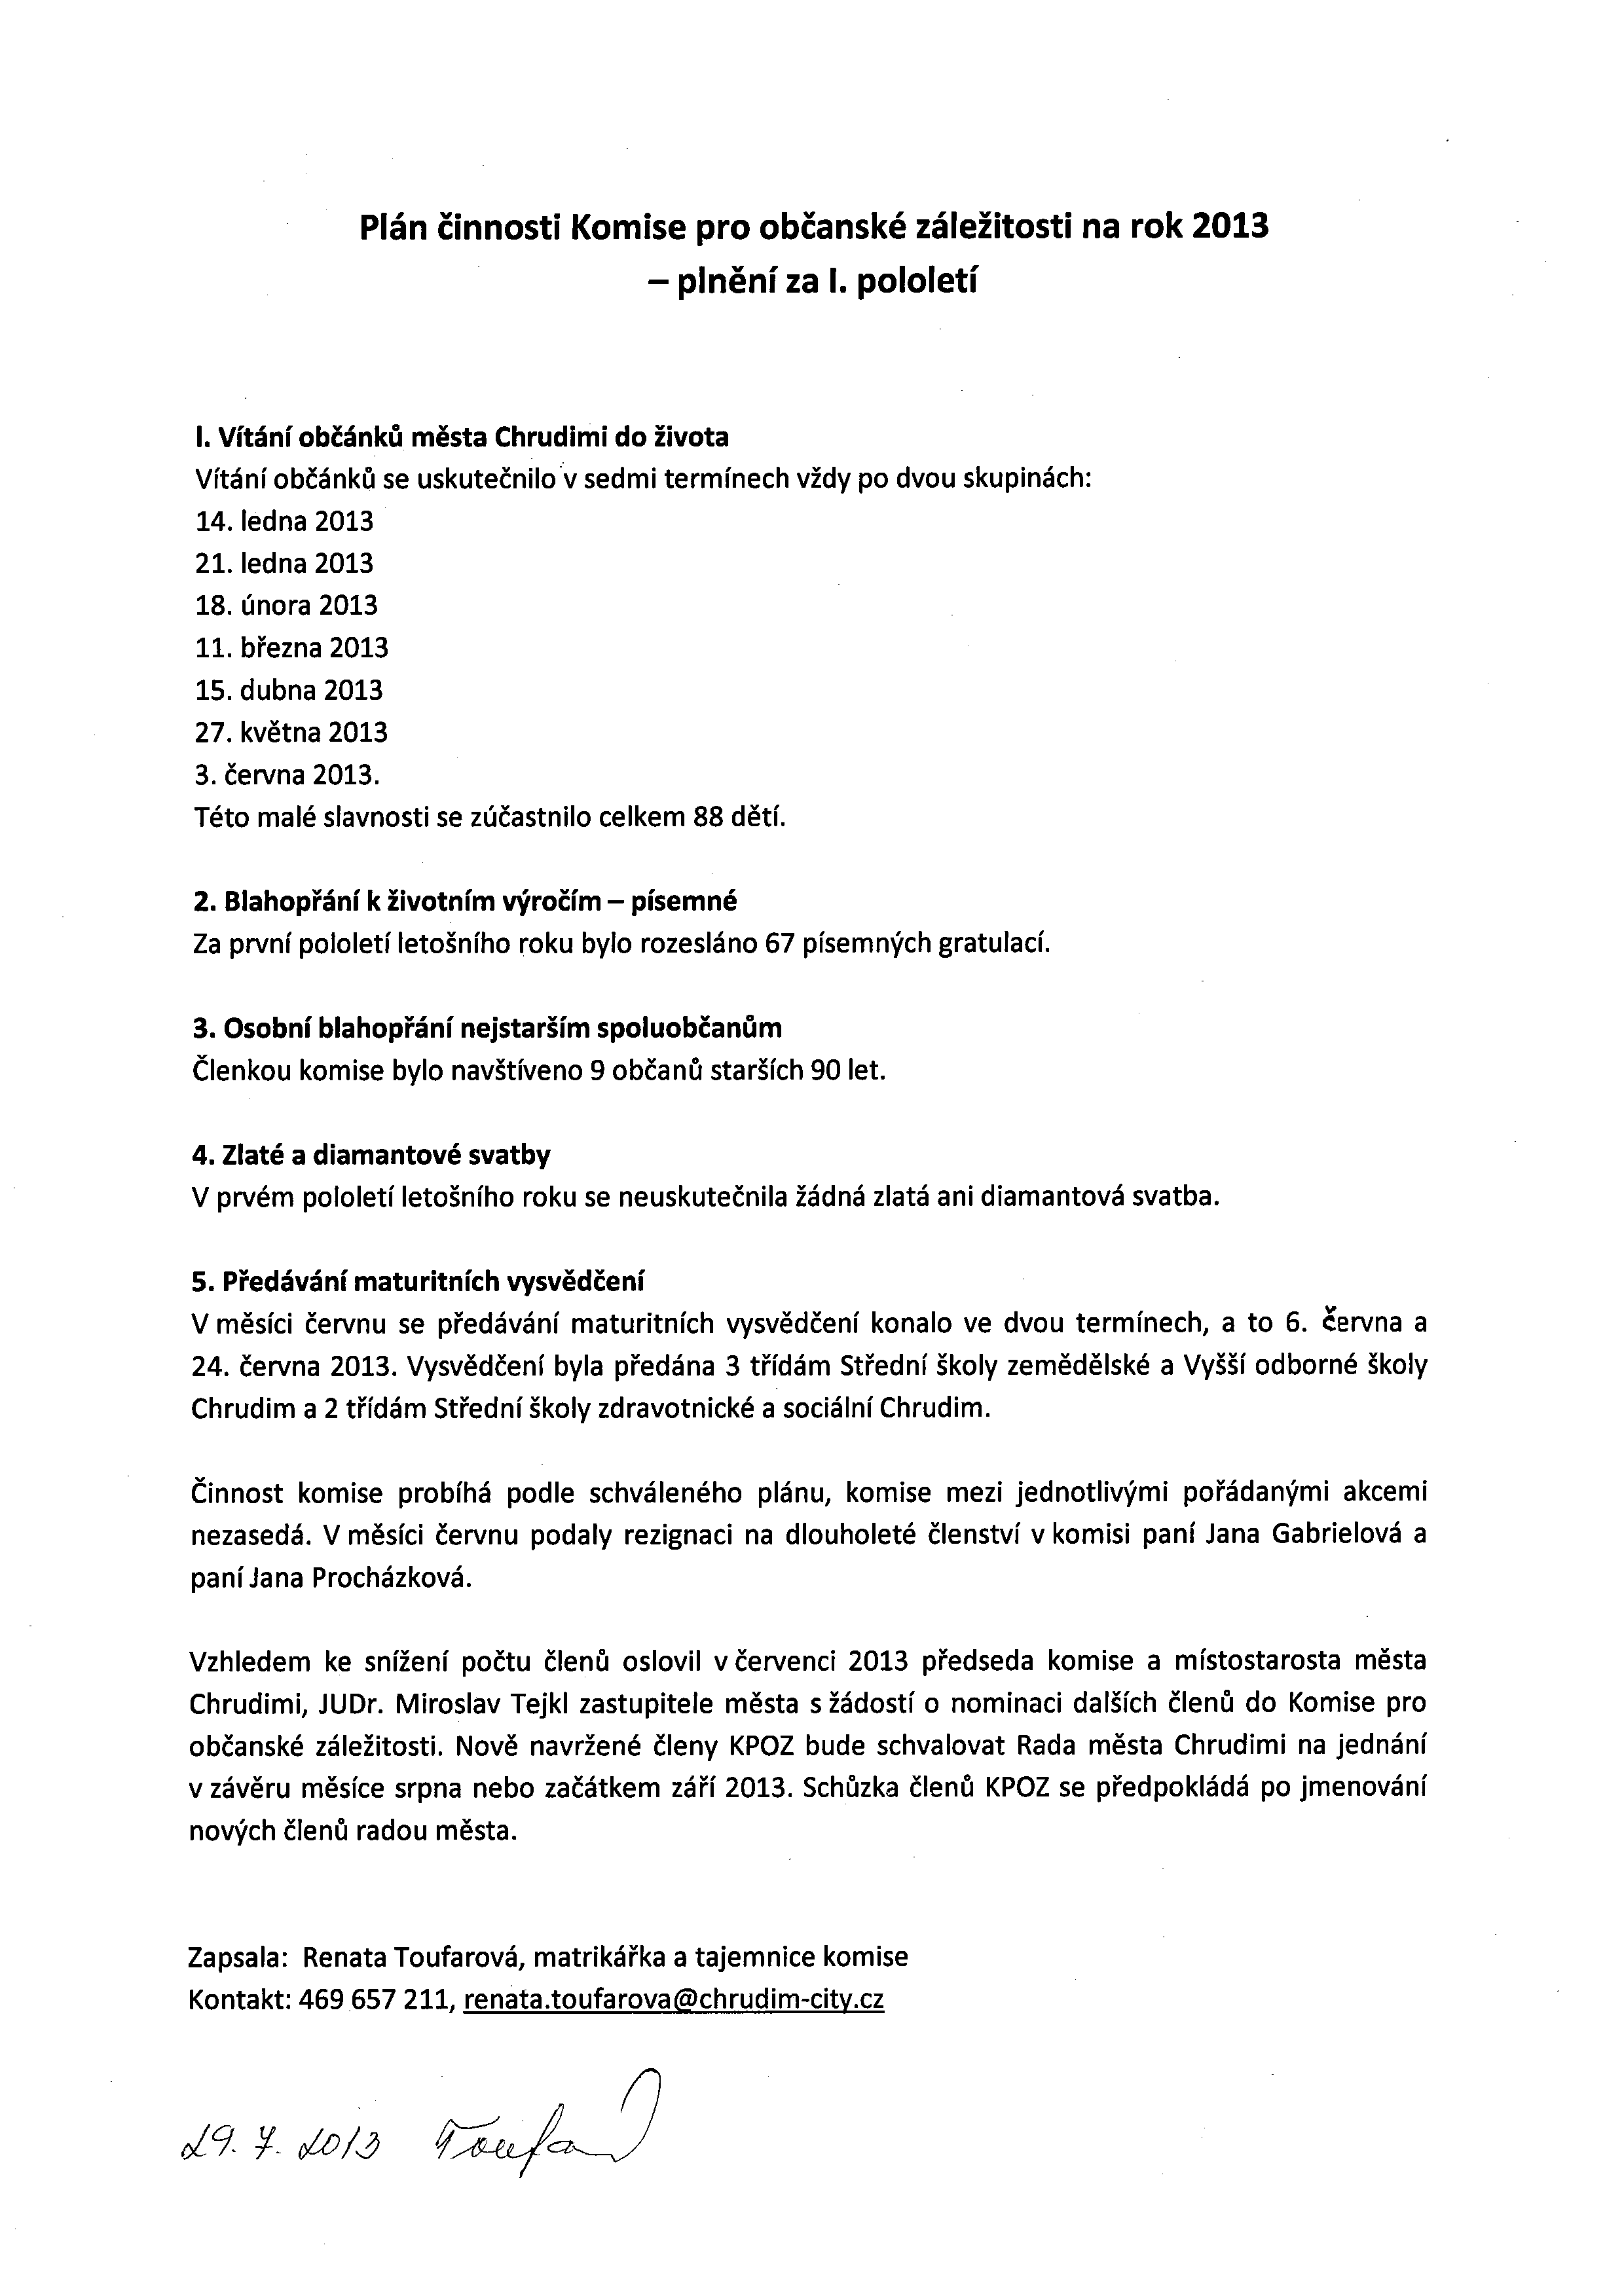 Plán činnosti Komise pro občanské záležitosti na rok 2013
– plnění za I. pololetí
I. Vítání občánků města Chrudimi do života
Vítání občánků se uskutečnilo v sedmi termínech vždy po dvou skupinách:
14. ledna 2013
21. ledna 2013
18. února 2013
11. března 2013
15. dubna 2013
27. května 2013
3. června 2013.
Této malé slavnosti se zúčastnilo celkem 88 dětí.
2. Blahopřání k životním výročím – písemné
Za první pololetí letošního roku bylo rozesláno 67 písemných gratulací.
3. Osobní blahopřání nejstarším spoluobčanům
Členkou komise bylo navštíveno 9 občanů starších 90 let.
4. Zlaté a diamantové svatby
V prvém pololetí letošního roku se neuskutečnila žádná zlatá ani diamantová svatba.
5. Předávání maturitních vysvědčení
V měsíci červnu se předávání maturitních vysvědčení konalo ve dvou termínech, a to 6. června a
24. června 2013. Vysvědčení byla předána 3 třídám Střední školy zemědělské a Vyšší odborné školy
Chrudim a 2 třídám Střední školy zdravotnické a sociální Chrudim.
Činnost komise probíhá podle schváleného plánu, komise mezi jednotlivými pořádanými akcemi
nezasedá. V měsíci červnu podaly rezignaci na dlouholeté členství v komisi paní Jana Gabrielová a
paní Jana Procházková.
Vzhledem ke snížení počtu členů oslovil v červenci 2013 předseda komise a místostarosta města
Chrudimi, JUDr. Miroslav Tejkl zastupitele města s žádostí o nominaci dalších členů do Komise pro
občanské záležitosti. Nově navržené členy KPOZ bude schvalovat Rada města Chrudimi na jednání
v závěru měsíce srpna nebo začátkem září 2013. Schůzka členů KPOZ se předpokládá po jmenování
nových členů radou města.
Zapsala: Renata Toufarová, matrikářka a tajemnice komise
Kontakt: 469 657 211, renata.toufarova@chrudim-city.cz
29. 7. 2013 Toufa